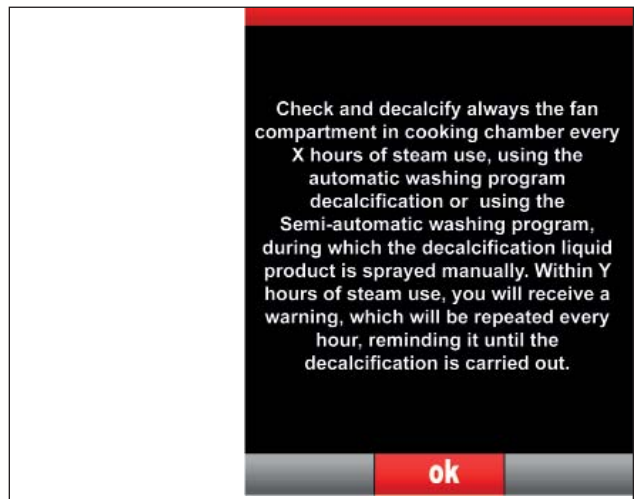 Check and decalcify always the fan
compartment in cooking chamber every
X hours of steam use, using the
automatic washing program
decalcification or using the
Semi-automatic washing program,
during which the decalcification liquid
product is sprayed manually. Within Y
hours of steam use, you will receive a
warning, which will be repeated every
hour, reminding it until the
decalcification is carried out.
ok